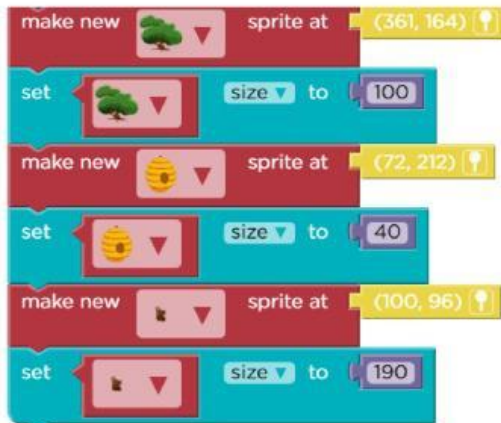 make new sprite at (361, 164)
set size to 100
make new sprite at (72, 212)
set size to 40
make new sprite at (100, 96)
set size to 190